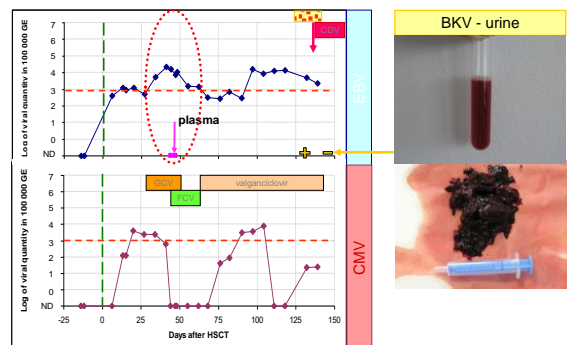 CDV
BKV - urine
Log of viral quantity in 100 000 GE
7
6
5
4
3
2
1
0
ND
plasma
EBV
GCV
FCV
valganciclovir
Log of viral quantity in 100 000 GE
7
6
5
4
3
2
1
0
ND
CMV
-25
0
25
50
75
100
125
150
Days after HSCT